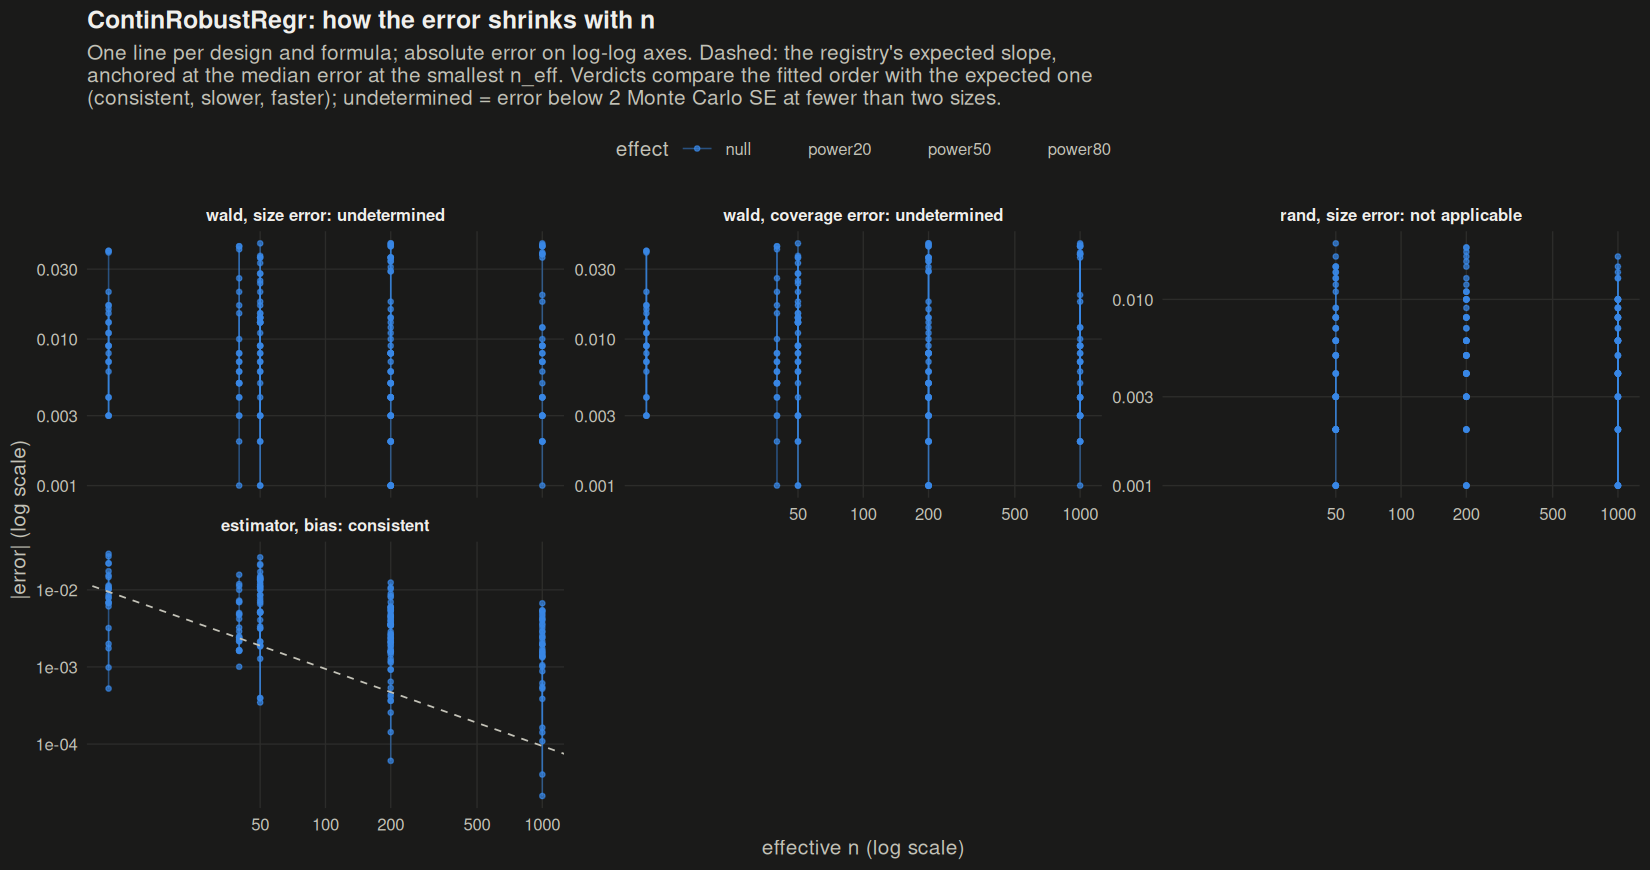 ContinRobustRegr: how the error shrinks with n
One line per design and formula; absolute error on log-log axes. Dashed: the registry's expected slope,
anchored at the median error at the smallest n_eff. Verdicts compare the fitted order with the expected one
(consistent, slower, faster); undetermined = error below 2 Monte Carlo SE at fewer than two sizes.
effect null power20 power50 power80
wald, size error: undetermined
0.030
0.010
0.003
0.001
wald, coverage error: undetermined
0.030
0.010
0.003
0.001
50 100 200 500 1000
rand, size error: not applicable
0.010
0.003
0.001
50 100 200 500 1000
estimator, bias: consistent
1e-02
1e-03
1e-04
50 100 200 500 1000
|error| (log scale)
effective n (log scale)